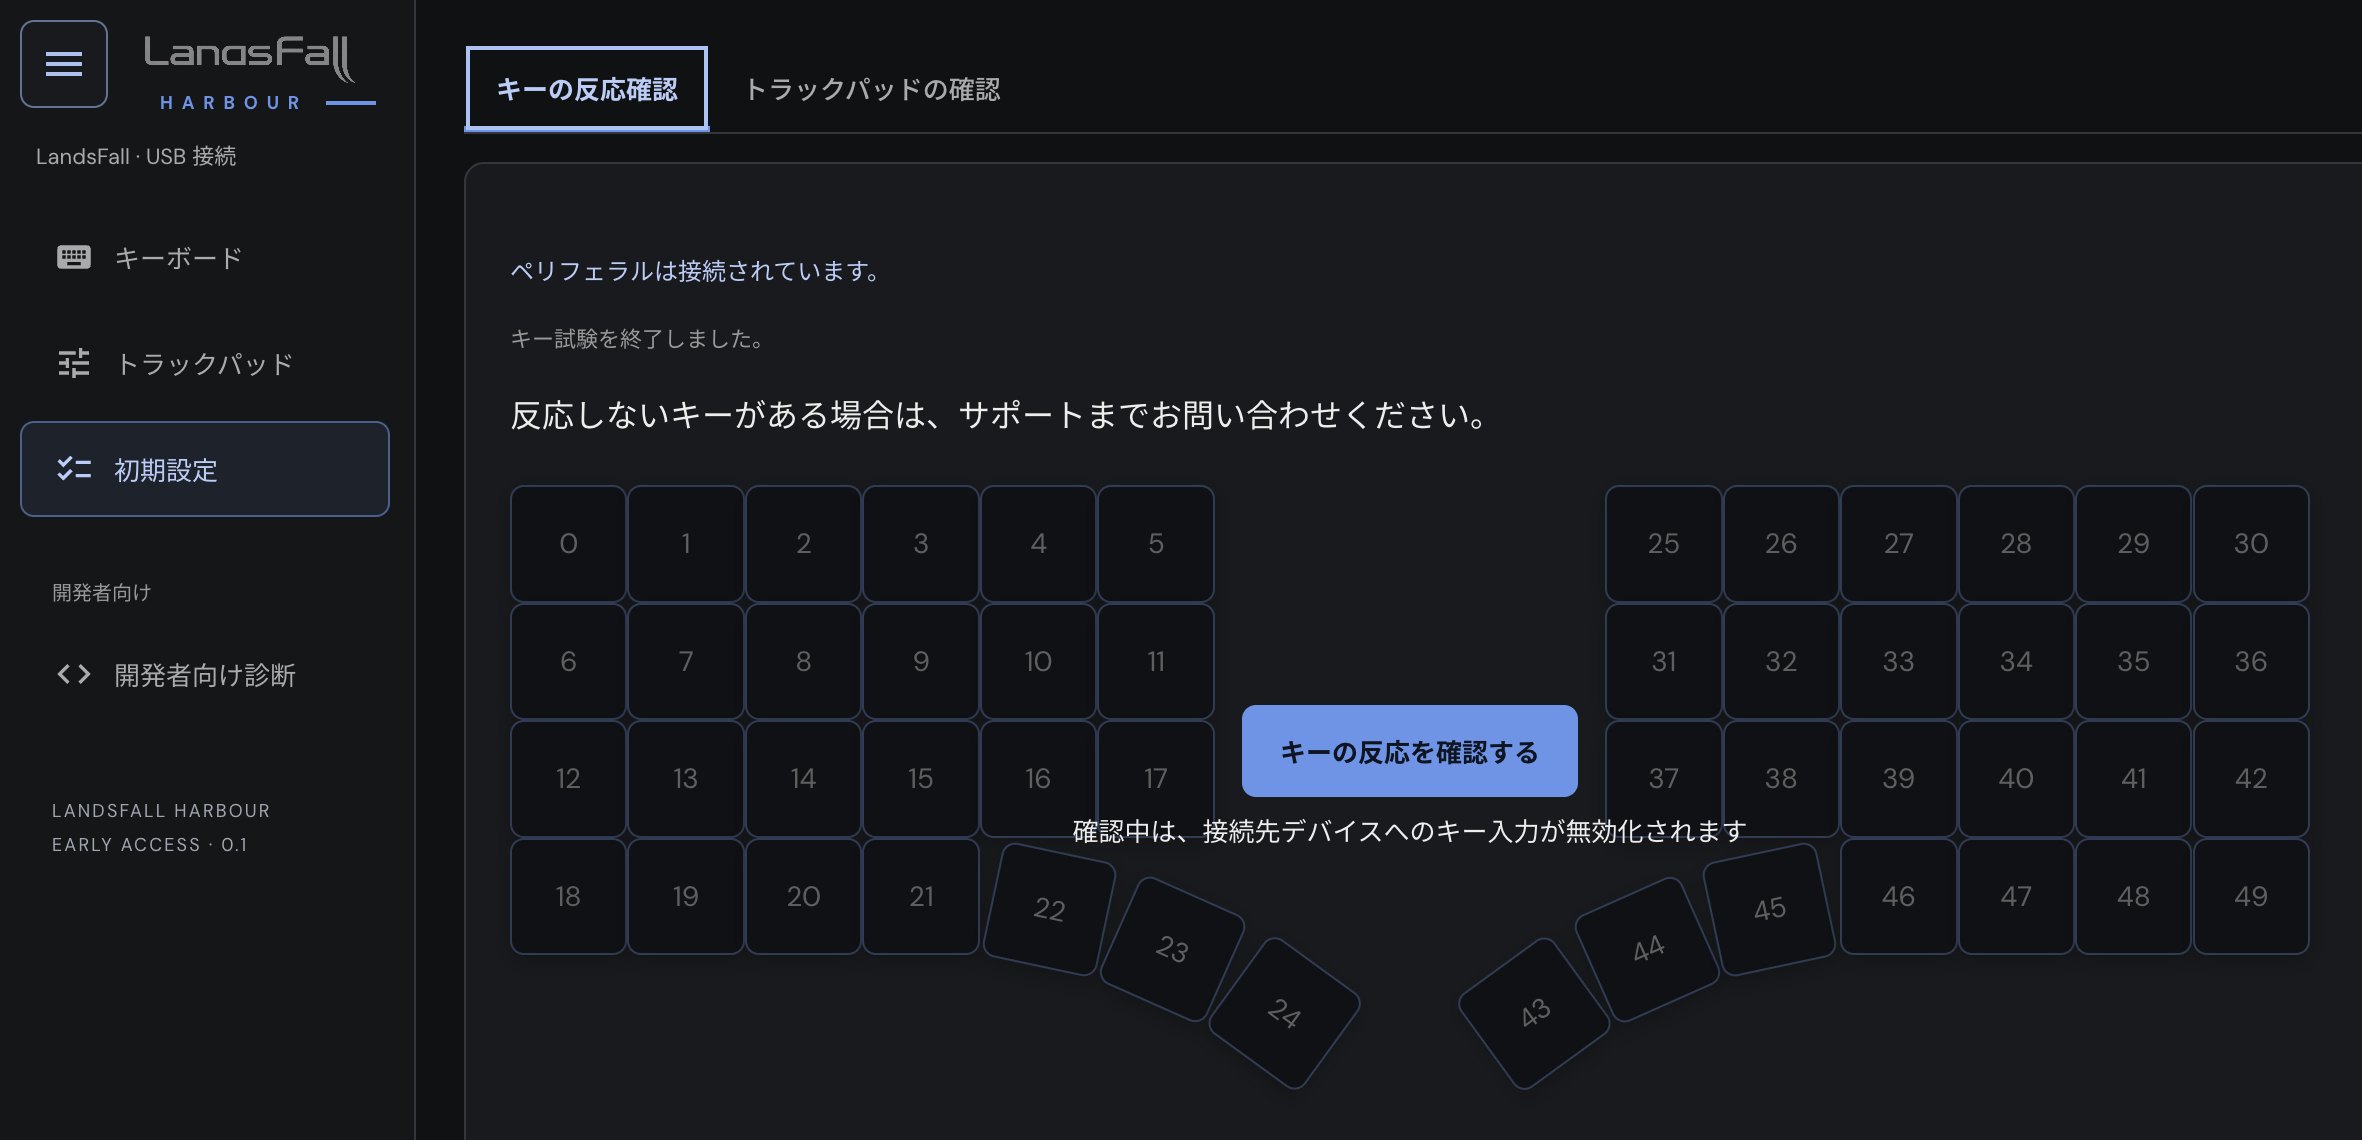 LandsFall
HARBOUR
LandsFall · USB 接続
キーボード
トラックパッド
初期設定
開発者向け
開発者向け診断
LANDSFALL HARBOUR
EARLY ACCESS · 0.1
キーの反応確認 トラックパッドの確認
ペリフェラルは接続されています。
キー試験を終了しました。
反応しないキーがある場合は、サポートまでお問い合わせください。
0 1 2 3 4 5 25 26 27 28 29 30
6 7 8 9 10 11 31 32 33 34 35 36
キーの反応を確認する
12 13 14 15 16 17 37 38 39 40 41 42
確認中は、接続先デバイスへのキー入力が無効化されます
18 19 20 21 22 23 24 43 44 45 46 47 48 49